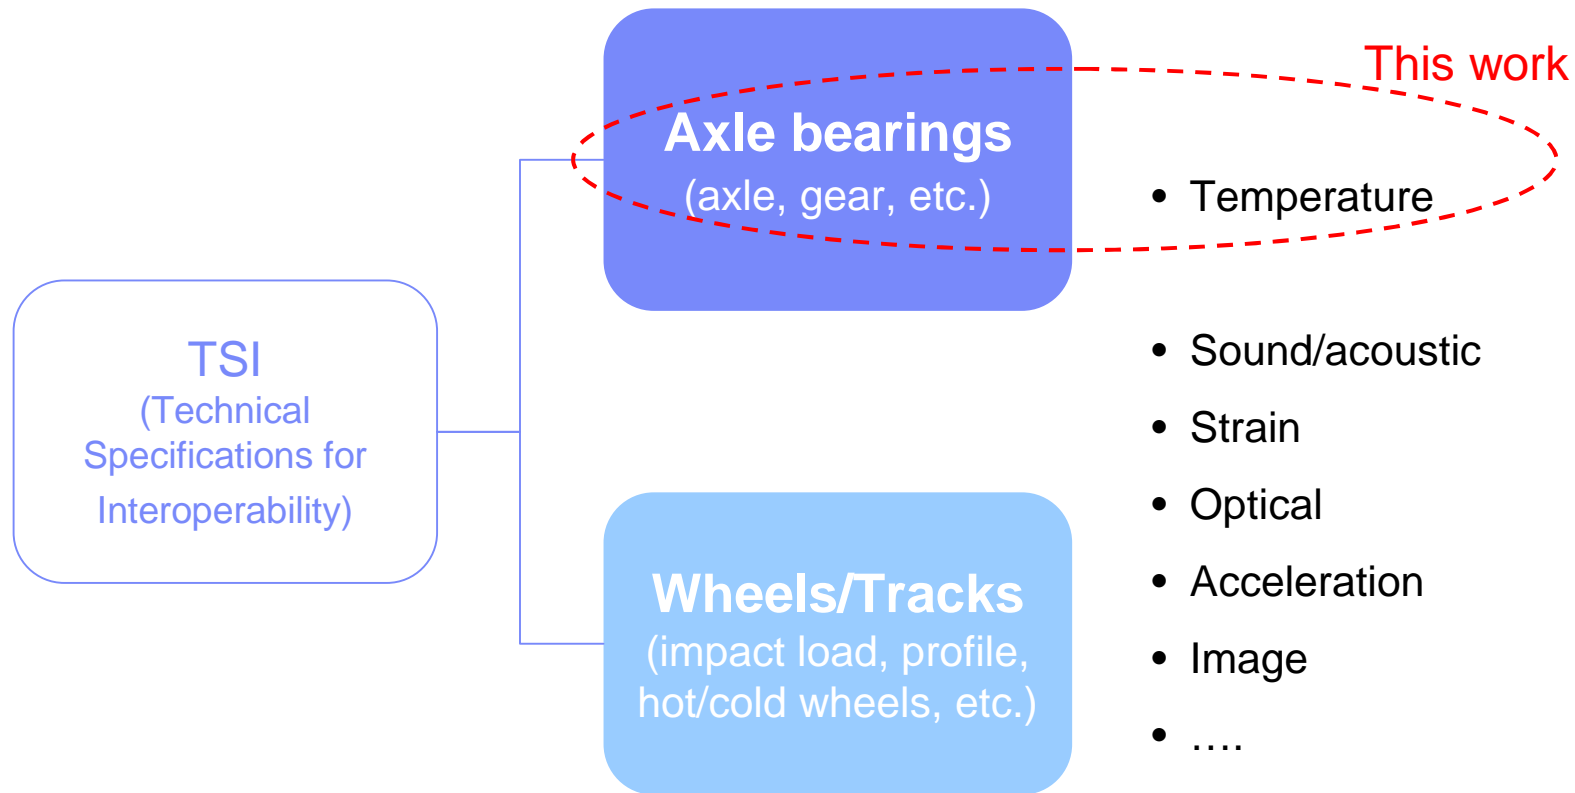 This work
Axle bearings
(axle, gear, etc.)
TSI
(Technical
Specifications for
Interoperability)
Wheels/Tracks
(impact load, profile,
hot/cold wheels, etc.)
• Temperature
• Sound/acoustic
• Strain
• Optical
• Acceleration
• Image
• ….